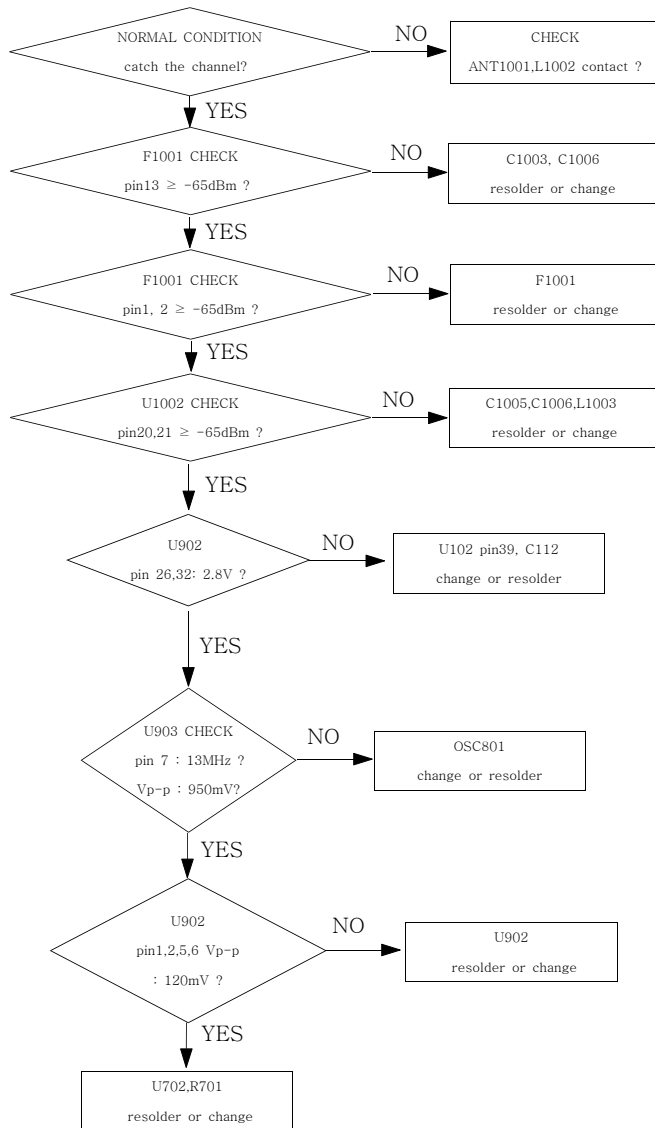 NORMAL CONDITION
catch the channel?
NO
CHECK
ANT1001,L1002 contact ?
YES
F1001 CHECK
pin13 ≥ -65dBm ?
NO
C1003, C1006
resolder or change
YES
F1001 CHECK
pin1, 2 ≥ -65dBm ?
NO
F1001
resolder or change
YES
U1002 CHECK
pin20,21 ≥ -65dBm ?
NO
C1005,C1006,L1003
resolder or change
YES
U902
pin 26,32: 2.8V ?
NO
U102 pin39, C112
change or resolder
YES
U903 CHECK
pin 7 : 13MHz ?
Vp-p : 950mV?
NO
OSC801
change or resolder
YES
U902
pin1,2,5,6 Vp-p
: 120mV ?
NO
U902
resolder or change
YES
U702,R701
resolder or change